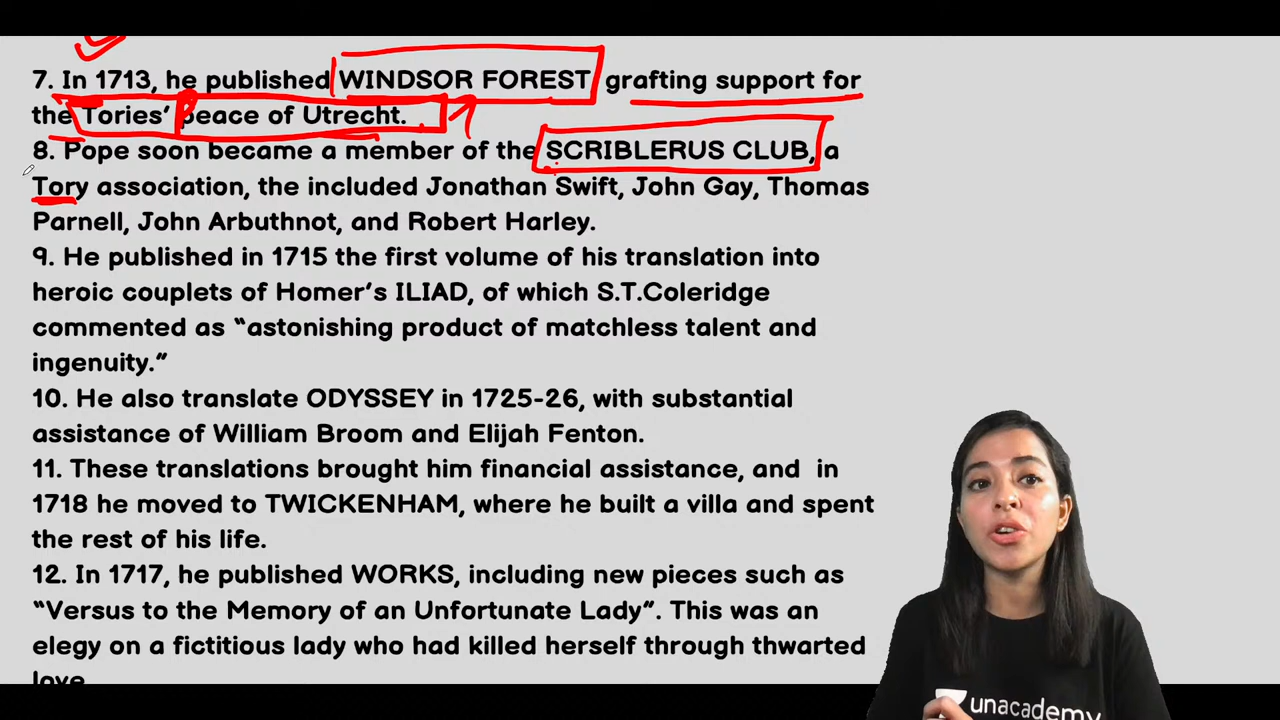 7. In 1713, he published WINDSOR FOREST grafting support for
the Tories' peace of Utrecht.
8. Pope soon became a member of the SCRIBLERUS CLUB, a
Tory association, the included Jonathan Swift, John Gay, Thomas
Parnell, John Arbuthnot, and Robert Harley.
9. He published in 1715 the first volume of his translation into
heroic couplets of Homer's ILIAD, of which S.T.Coleridge
commented as "astonishing product of matchless talent and
ingenuity."
10. He also translate ODYSSEY in 1725-26, with substantial
assistance of William Broom and Elijah Fenton.
11. These translations brought him financial assistance, and in
1718 he moved to TWICKENHAM, where he built a villa and spent
the rest of his life.
12. In 1717, he published WORKS, including new pieces such as
"Versus to the Memory of an Unfortunate Lady". This was an
elegy on a fictitious lady who had killed herself through thwarted
love
unacademy